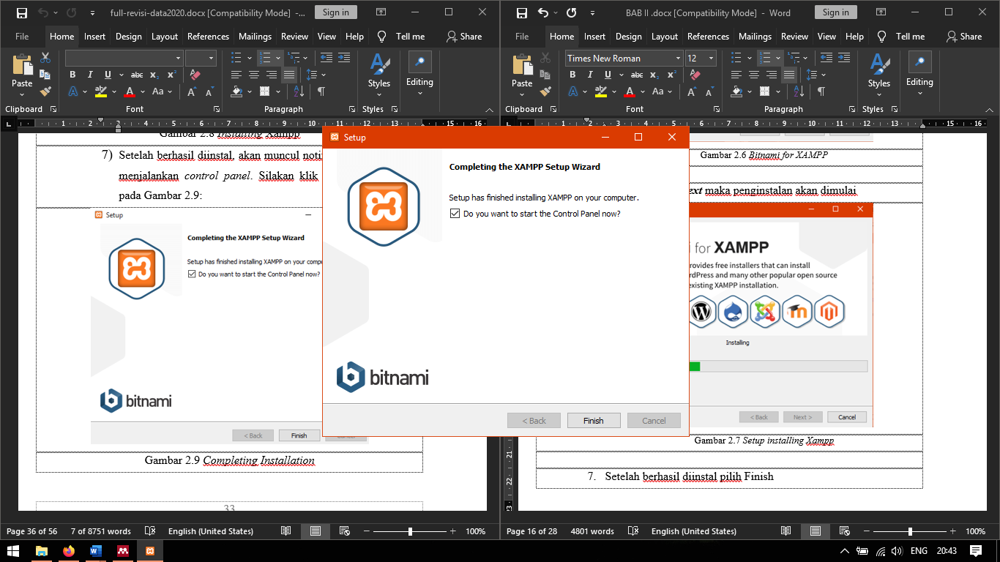 full-revisi-data2020.docx [Compatibility Mode] - ...
Sign in
File Home Insert Design Layout References Mailings Review View Help Tell me Share
Paste
Styles
Editing
Clipboard Font Paragraph Styles
Gambar 2.8 Installing Xampp
7) Setelah berhasil diinstal, akan muncul noti
menjalankan control panel. Silakan klik
pada Gambar 2.9:
Setup
Completing the XAMPP Setup Wizard
Setup has finished installing XAMPP on your compu
Do you want to start the Control Panel now?
bitnami
< Back Finish
Gambar 2.9 Completing Installation
33
Page 36 of 56 7 of 8751 words English (United States) 100%
BAB II .docx [Compatibility Mode] - Word
Sign in
File Home Insert Design Layout References Mailings Review View Help Tell me Share
Times New Roman 12
Paste
Styles
Editing
Clipboard Font Paragraph Styles
Gambar 2.6 Bitnami for XAMPP
ext maka penginstalan akan dimulai
i for XAMPP
rovides free installers that can install
rdPress and many other popular open source
existing XAMPP installation.
Installing
< Back Next > Cancel
Gambar 2.7 Setup installing Xampp
7. Setelah berhasil diinstal pilih Finish
Page 16 of 28 4801 words English (United States) 100%
Setup
Completing the XAMPP Setup Wizard
Setup has finished installing XAMPP on your computer.
Do you want to start the Control Panel now?
bitnami
< Back Finish Cancel
ENG 20:43